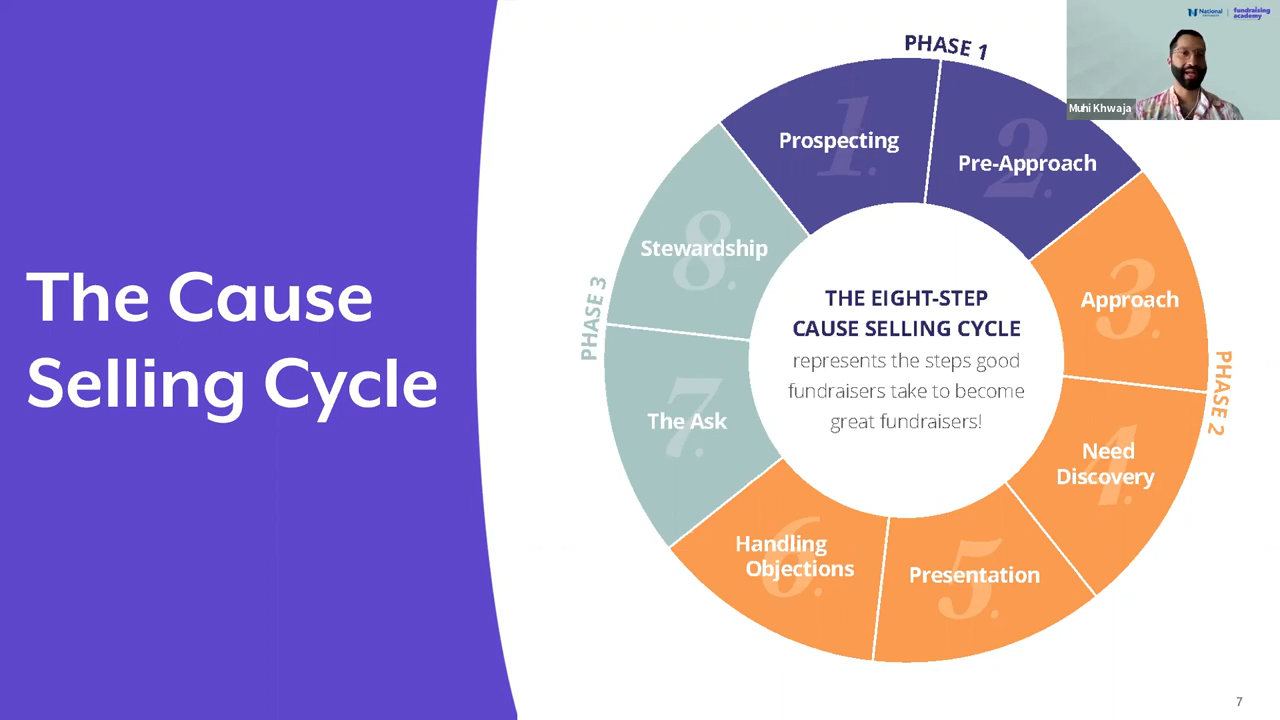 The Cause
Selling Cycle
PHASE 1
1.
Prospecting
2.
Pre-Approach
PHASE 2
3.
Approach
4.
Need
Discovery
5.
Presentation
6.
Handling
Objections
PHASE 3
7.
The Ask
8.
Stewardship
THE EIGHT-STEP
CAUSE SELLING CYCLE
represents the steps good
fundraisers take to become
great fundraisers!
National
fundraising
academy
Muhi Khwaja
7